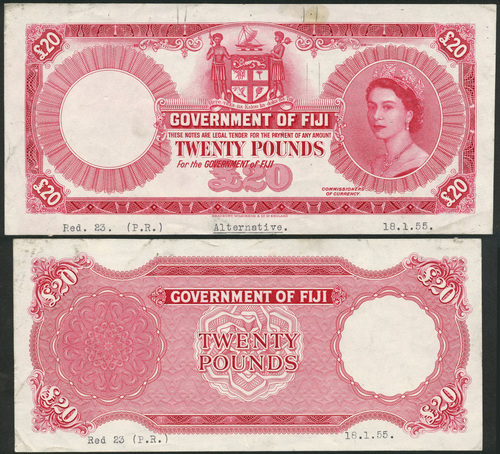 £20 £20
GOVERNMENT OF FIJI
THESE NOTES ARE LEGAL TENDER FOR THE PAYMENT OF ANY AMOUNT
TWENTY POUNDS
For the GOVERNMENT OF FIJI
£20
COMMISSIONERS
OF CURRENCY
£20 £20
Red. 23. (P.R.) Alternative. 18.1.55.
£20 £20
GOVERNMENT OF FIJI
TWENTY
POUNDS
£20 £20
Red 23 (P.R.) 18.1.55.